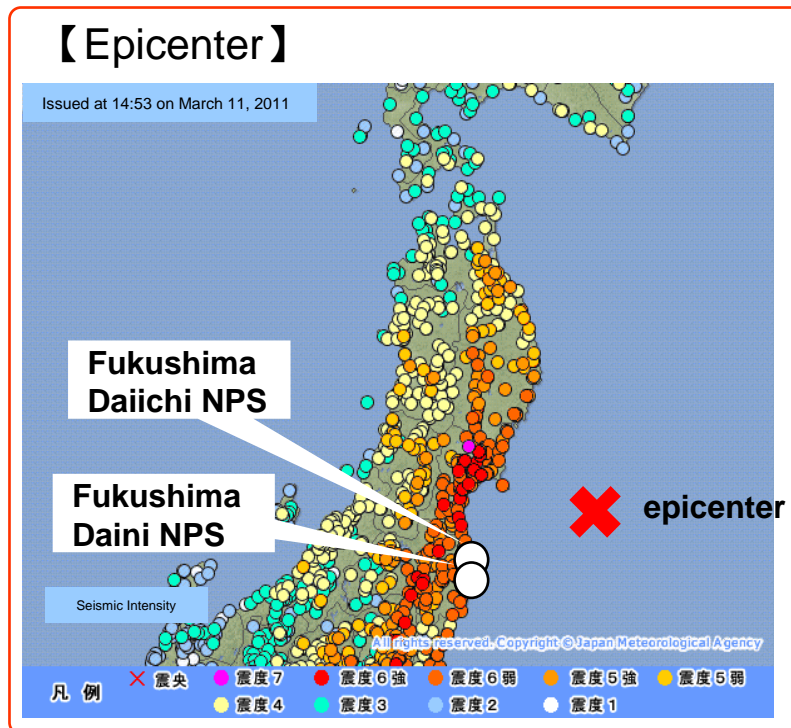 【Epicenter】
Issued at 14:53 on March 11, 2011
Fukushima
Daiichi NPS
Fukushima
Daini NPS
epicenter
Seismic Intensity
All rights reserved. Copyright © Japan Meteorological Agency
凡 例 震央 震度7 震度6強 震度6弱 震度5強 震度5弱
震度4 震度3 震度2 震度1